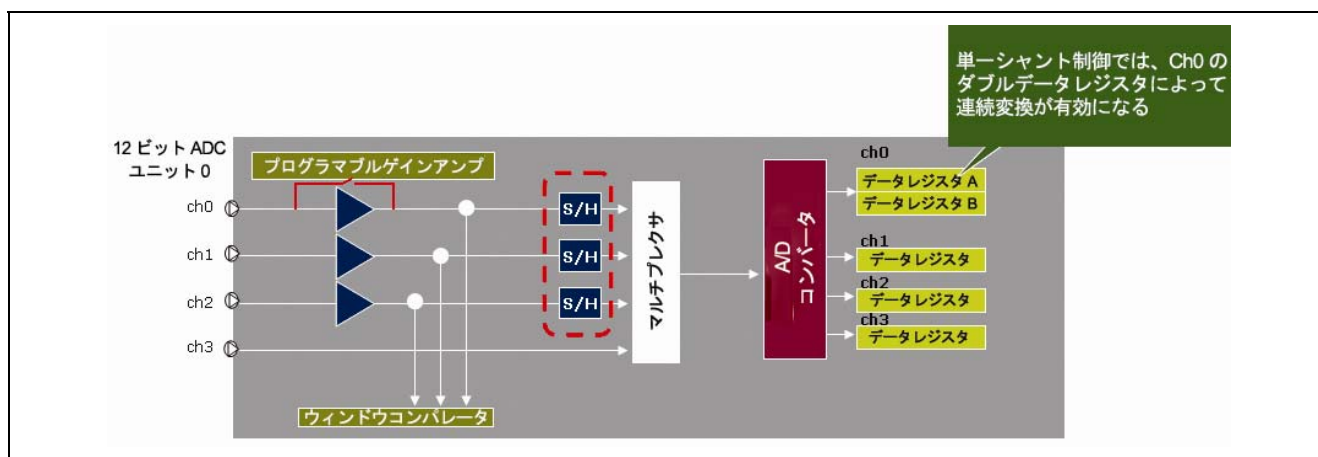 単一シャント制御では、Ch0 の
ダブルデータレジスタによって
連続変換が有効になる
12 ビット ADC
ユニット 0
プログラマブルゲインアンプ
ch0
ch1
ch2
ch3
S/H
S/H
S/H
マルチプレクサ
A/D
コンバータ
ch0
データレジスタ A
データレジスタ B
ch1
データレジスタ
ch2
データレジスタ
ch3
データレジスタ
ウィンドウコンパレータ